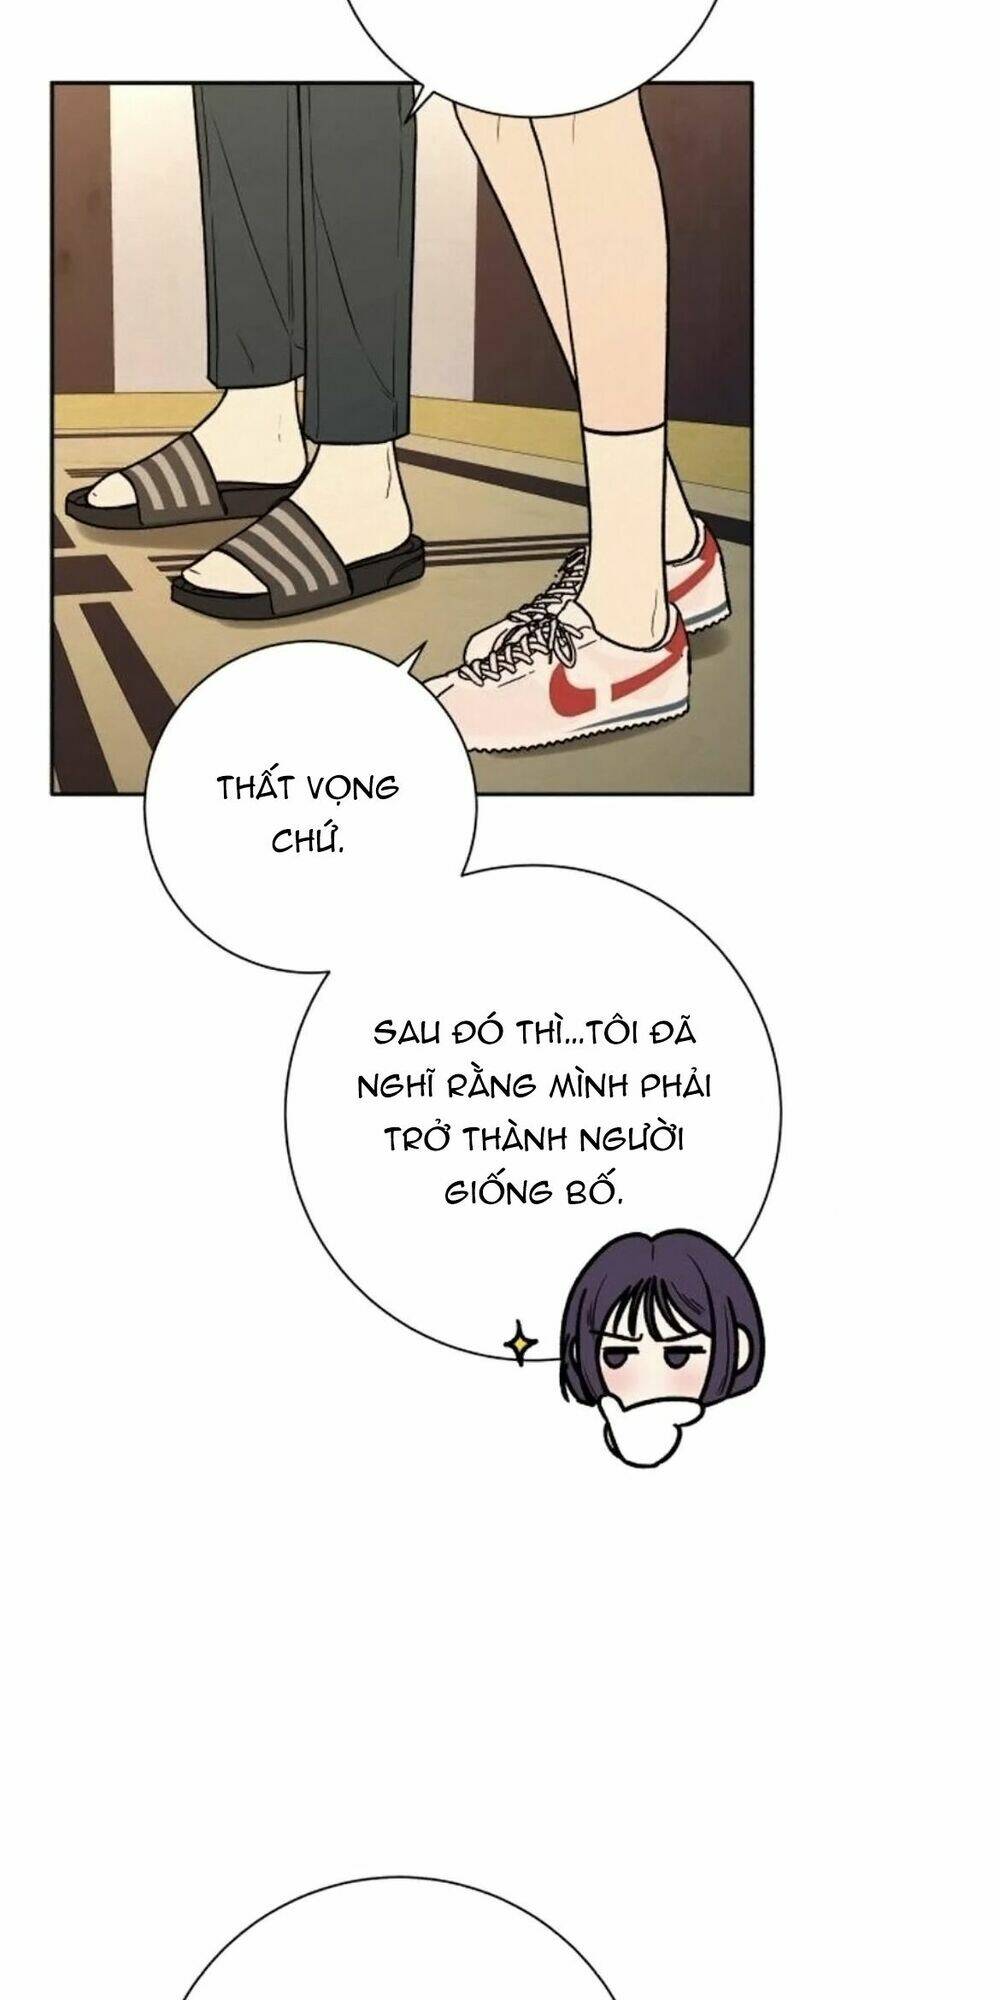 THẤT VỌNG
CHỨ.
SAU ĐÓ THÌ...TÔI ĐÃ
NGHĨ RẰNG MÌNH PHẢI
TRỞ THÀNH NGƯỜI
GIỐNG BỐ.